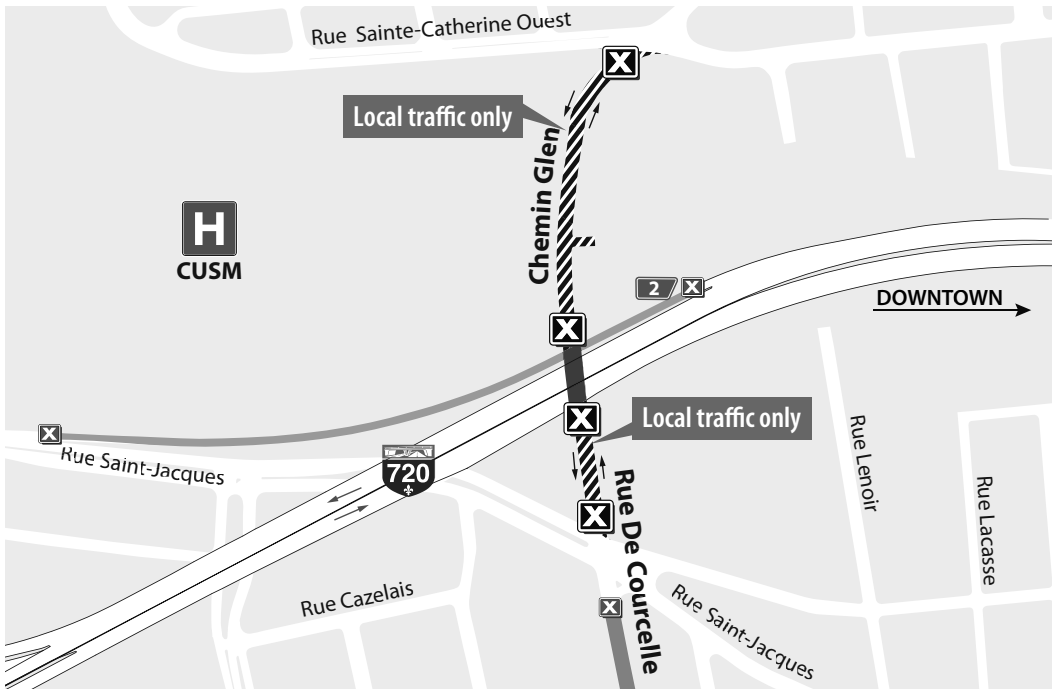 Rue Sainte-Catherine Ouest
X
Local traffic only
Chemin Glen
H
CUSM
2 X
DOWNTOWN
X
X
Local traffic only
X
Rue Saint-Jacques
720
Rue Lenoir
Rue Lacasse
X
Rue De Courcelle
Rue Cazelais
X
Rue Saint-Jacques